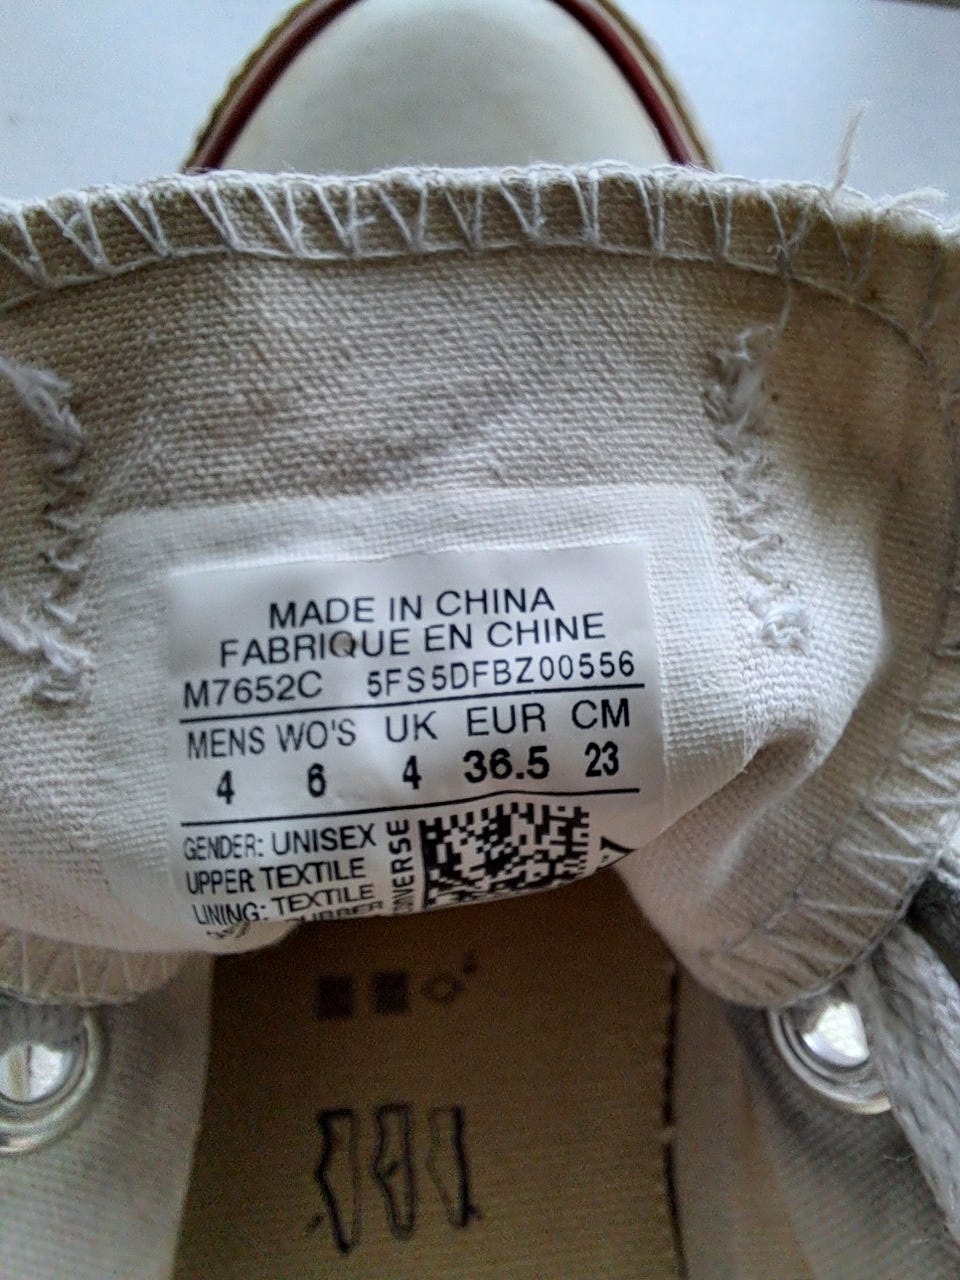 MADE IN CHINA
FABRIQUE EN CHINE
M7652C 5FS5DFBZ00556
MENS WO'S UK EUR CM
4 6 4 36.5 23
GENDER: UNISEX
UPPER TEXTILE
LINING: TEXTILE
CONVERSE